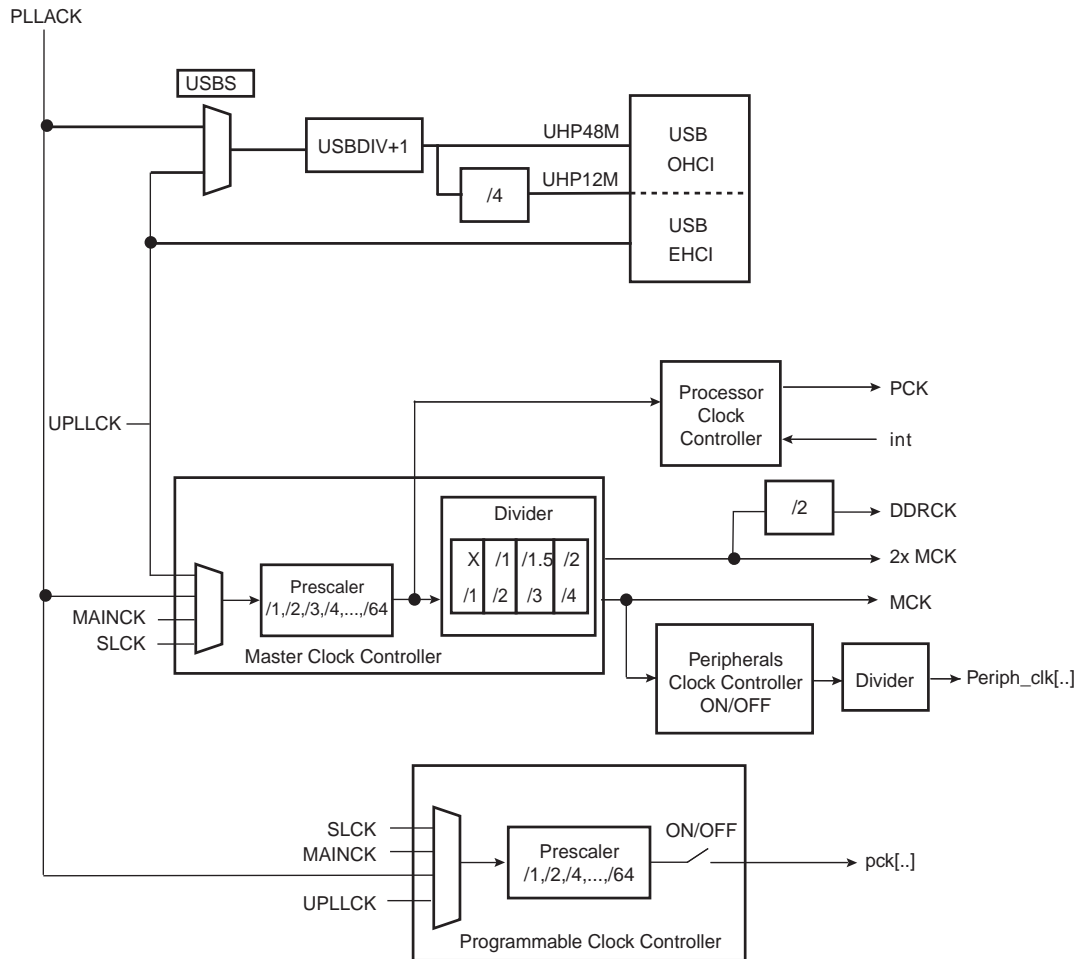 PLLACK
USBS
USBDIV+1
UHP48M
/4
UHP12M
USB
OHCI
USB
EHCI
UPLLCK
Processor
Clock
Controller
PCK
int
/2
DDRCK
2x MCK
MCK
Divider
X /1 /1.5 /2
/1 /2 /3 /4
Prescaler
/1,/2,/3,/4,...,/64
MAINCK
SLCK
Master Clock Controller
Peripherals
Clock Controller
ON/OFF
Divider
Periph_clk[..]
SLCK
MAINCK
UPLLCK
Prescaler
/1,/2,/4,...,/64
ON/OFF
pck[..]
Programmable Clock Controller